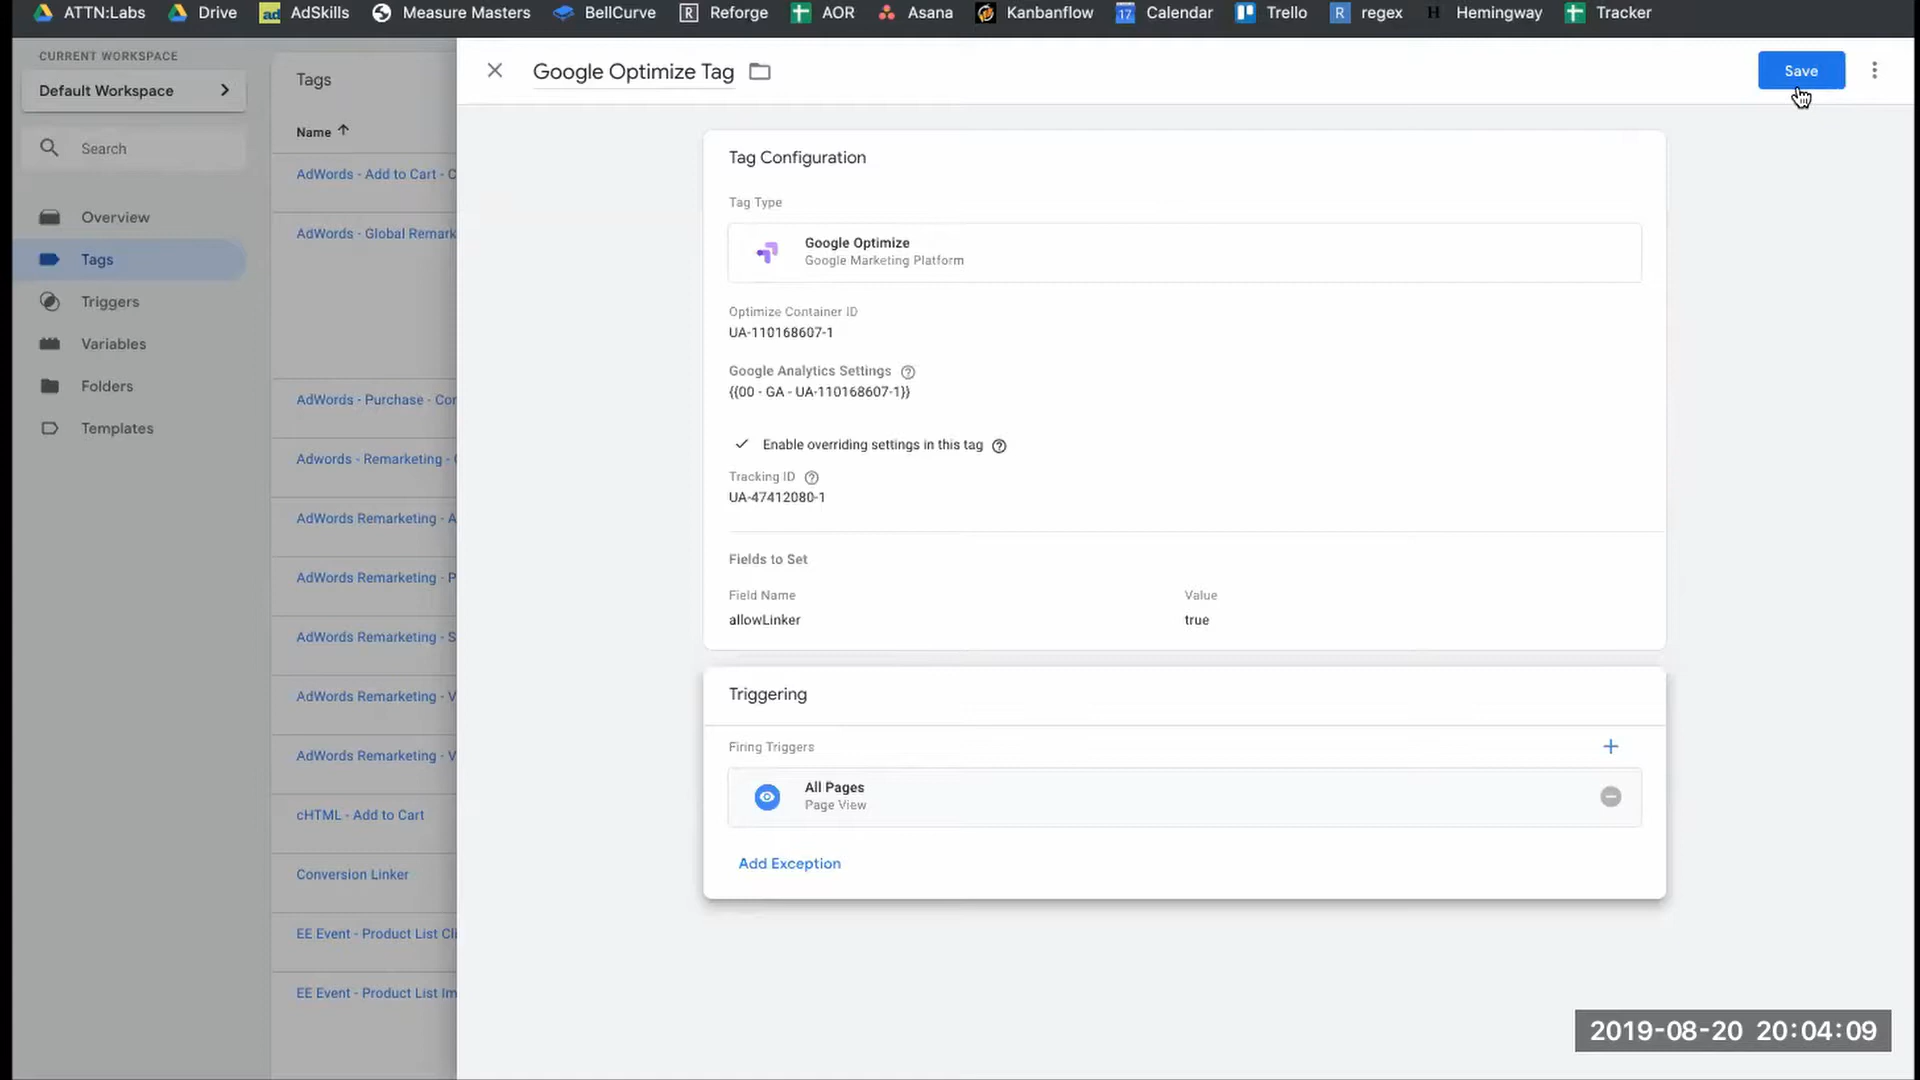 ATTN:Labs
Drive
AdSkills
Measure Masters
BellCurve
Reforge
AOR
Asana
Kanbanflow
Calendar
Trello
regex
Hemingway
Tracker
CURRENT WORKSPACE
Default Workspace
Search
Overview
Tags
Triggers
Variables
Folders
Templates
Tags
Name
AdWords - Add to Cart - C
AdWords - Global Remark
AdWords - Purchase - Cor
Adwords - Remarketing -
AdWords Remarketing - A
AdWords Remarketing - P
AdWords Remarketing - S
AdWords Remarketing - V
AdWords Remarketing - V
cHTML - Add to Cart
Conversion Linker
EE Event - Product List Cli
EE Event - Product List Im
Google Optimize Tag
Save
Tag Configuration
Tag Type
Google Optimize
Google Marketing Platform
Optimize Container ID
UA-110168607-1
Google Analytics Settings
{{00 - GA - UA-110168607-1}}
Enable overriding settings in this tag
Tracking ID
UA-47412080-1
Fields to Set
Field Name Value
allowLinker true
Triggering
Firing Triggers
All Pages
Page View
Add Exception
2019-08-20 20:04:09